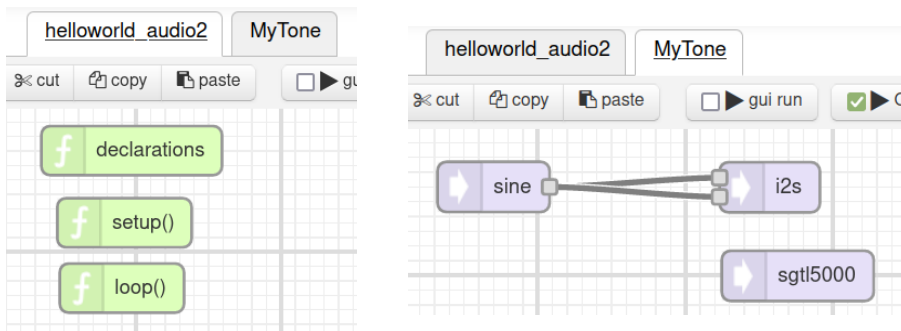 helloworld_audio2 MyTone
cut copy paste
declarations
setup()
loop()
helloworld_audio2 MyTone
cut copy paste gui run
sine i2s
sgtl5000